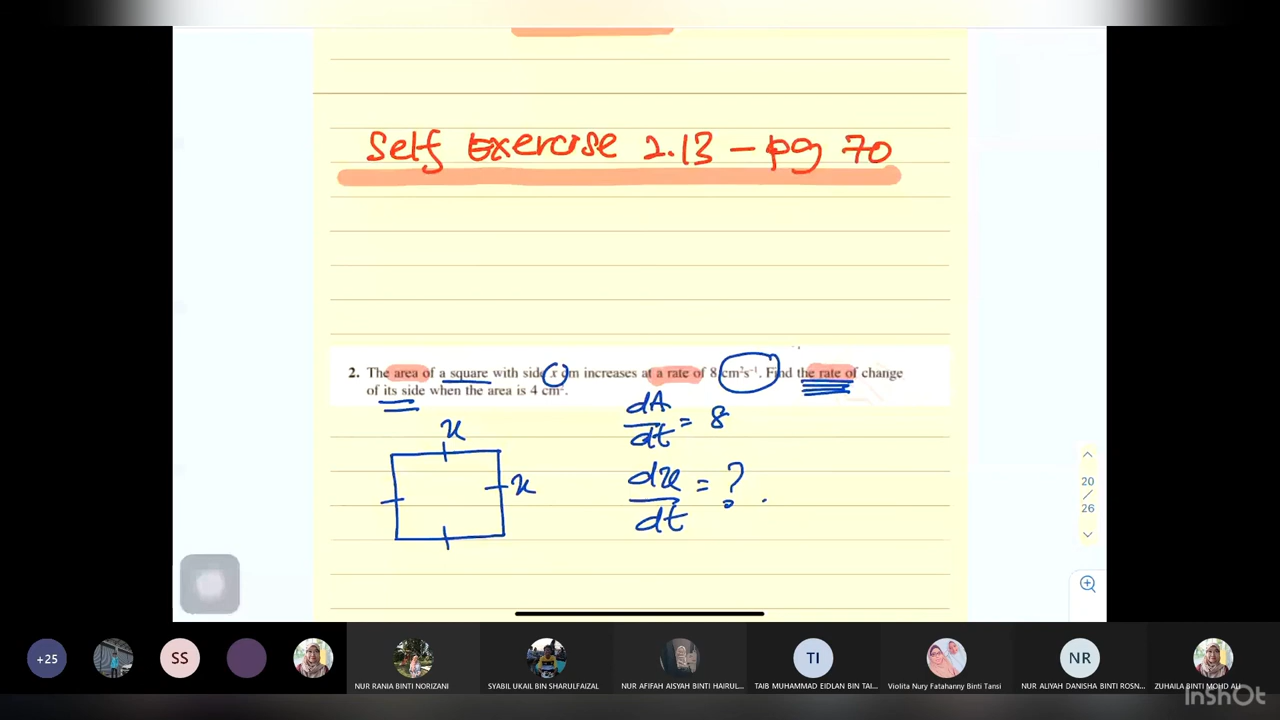 Self Exercise 2.13 - pg 70
2. The area of a square with side x cm increases at a rate of 8 cm²s⁻¹. Find the rate of change
of its side when the area is 4 cm².
dA/dt = 8
x
x
dx/dt = ?
20
/
26
+25
SS
TI
NR
NUR RANIA BINTI NORIZANI
SYABIL UKAIL BIN SHARULFAIZAL
NUR AFIFAH AISYAH BINTI HAIRUL...
TAIB MUHAMMAD EIDLAN BIN TAI...
Violita Nury Fatahanny Binti Tansi
NUR ALIYAH DANISHA BINTI ROSN...
ZUHAILA BINTI MOHD ALI
InShOt